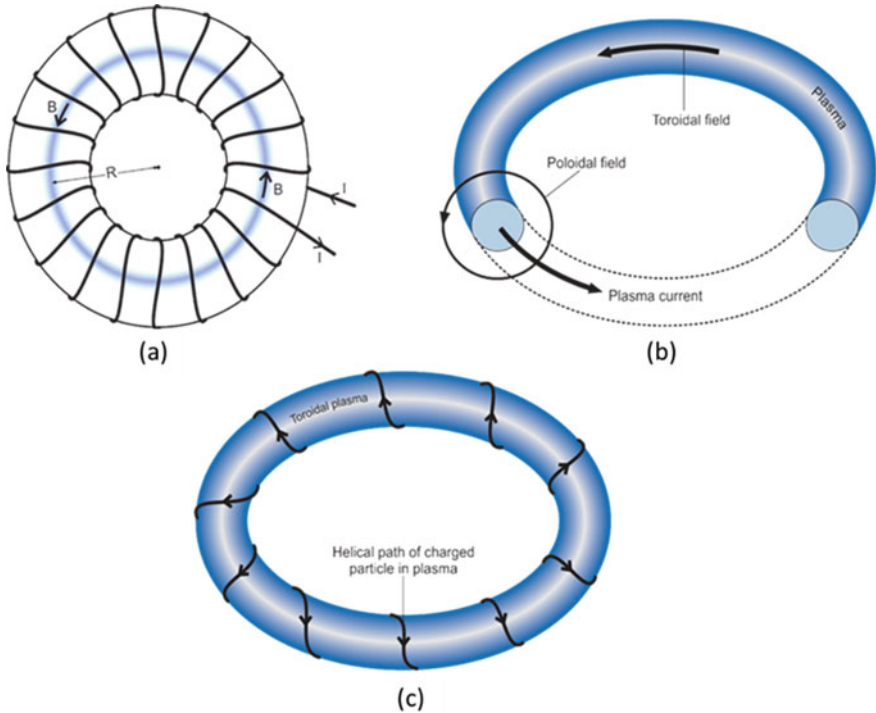 B
R
B
I
I
(a)
Toroidal field
Plasma
Poloidal field
Plasma current
(b)
Toroidal plasma
Helical path of charged
particle in plasma
(c)